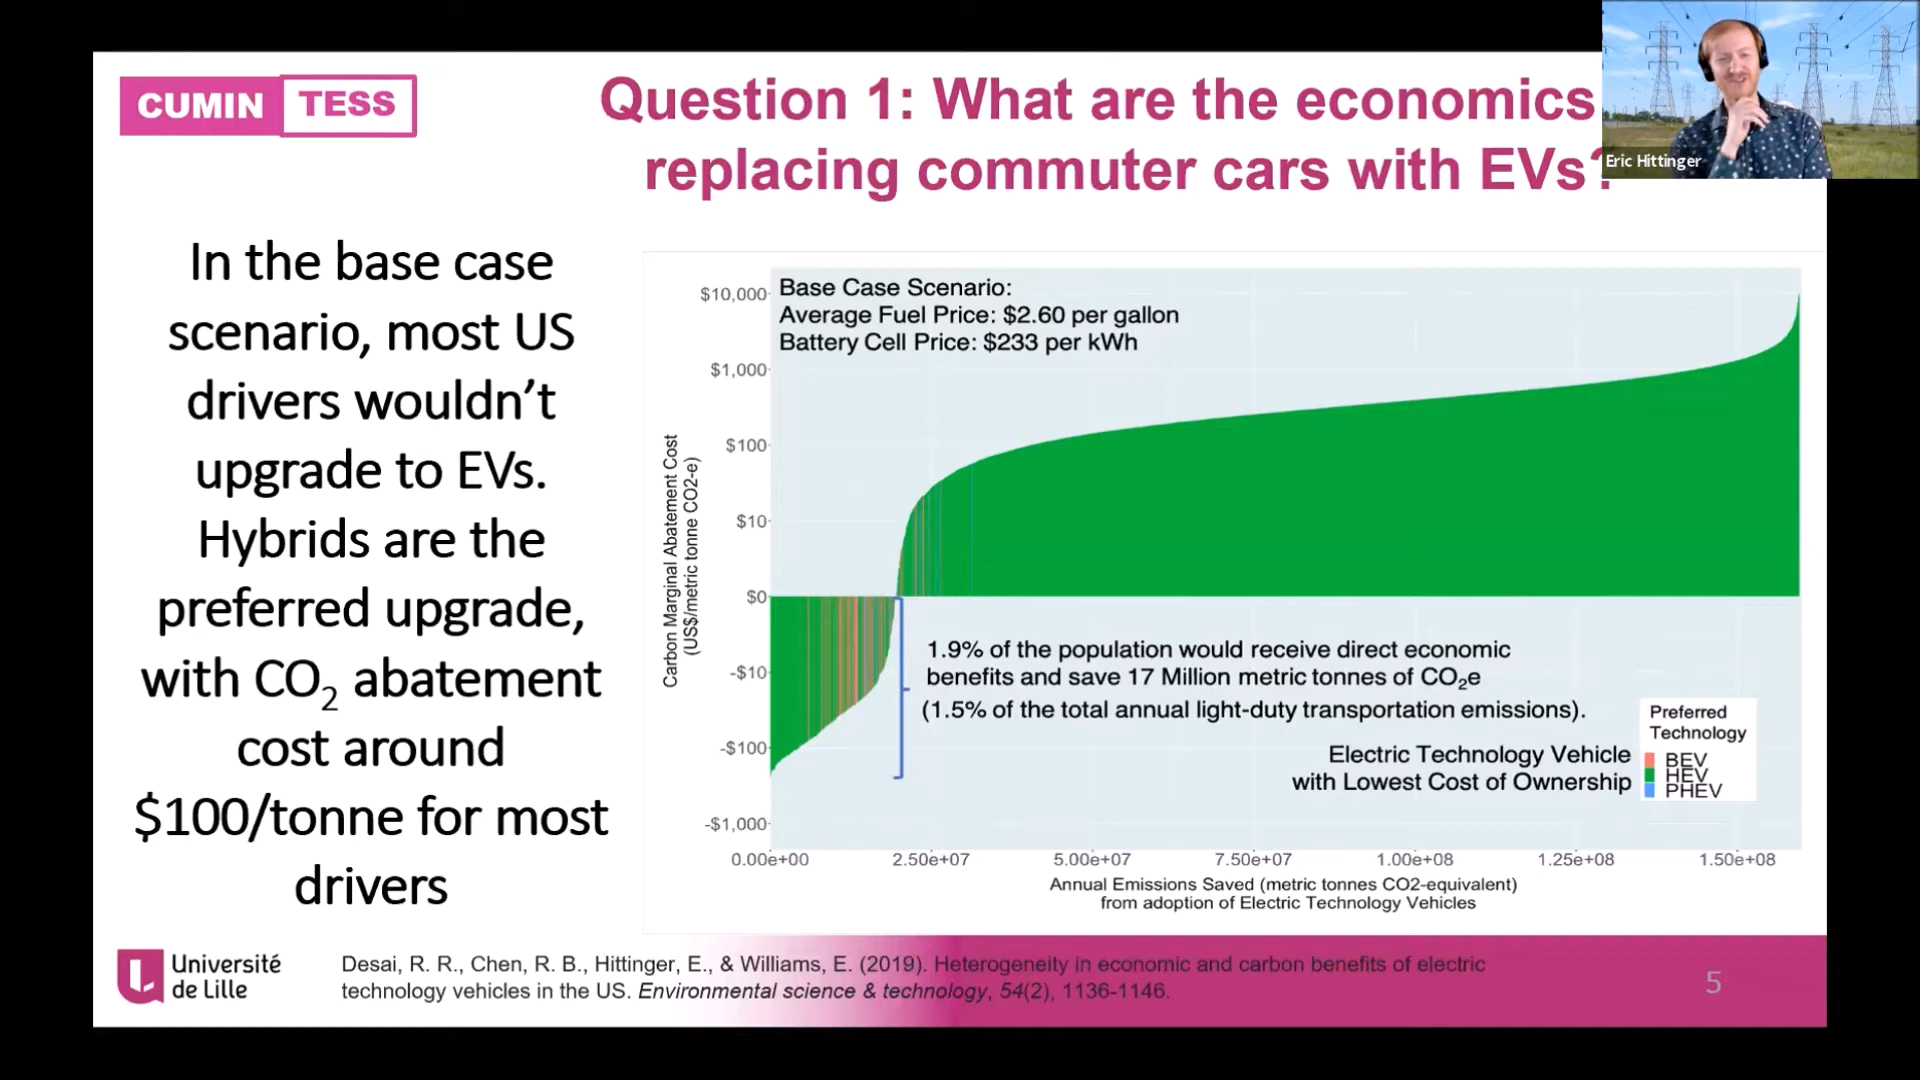 CUMIN TESS
Question 1: What are the economics
replacing commuter cars with EVs?
Eric Hittinger
In the base case
scenario, most US
drivers wouldn’t
upgrade to EVs.
Hybrids are the
preferred upgrade,
with CO2 abatement
cost around
$100/tonne for most
drivers
Base Case Scenario:
Average Fuel Price: $2.60 per gallon
Battery Cell Price: $233 per kWh
Carbon Marginal Abatement Cost
(US$/metric tonne CO2-e)
$10,000
$1,000
$100
$10
$0
-$10
-$100
-$1,000
1.9% of the population would receive direct economic
benefits and save 17 Million metric tonnes of CO2e
(1.5% of the total annual light-duty transportation emissions).
Electric Technology Vehicle
with Lowest Cost of Ownership
Preferred
Technology
BEV
HEV
PHEV
0.00e+00 2.50e+07 5.00e+07 7.50e+07 1.00e+08 1.25e+08 1.50e+08
Annual Emissions Saved (metric tonnes CO2-equivalent)
from adoption of Electric Technology Vehicles
Université
de Lille
Desai, R. R., Chen, R. B., Hittinger, E., & Williams, E. (2019). Heterogeneity in economic and carbon benefits of electric
technology vehicles in the US. Environmental science & technology, 54(2), 1136-1146.
5